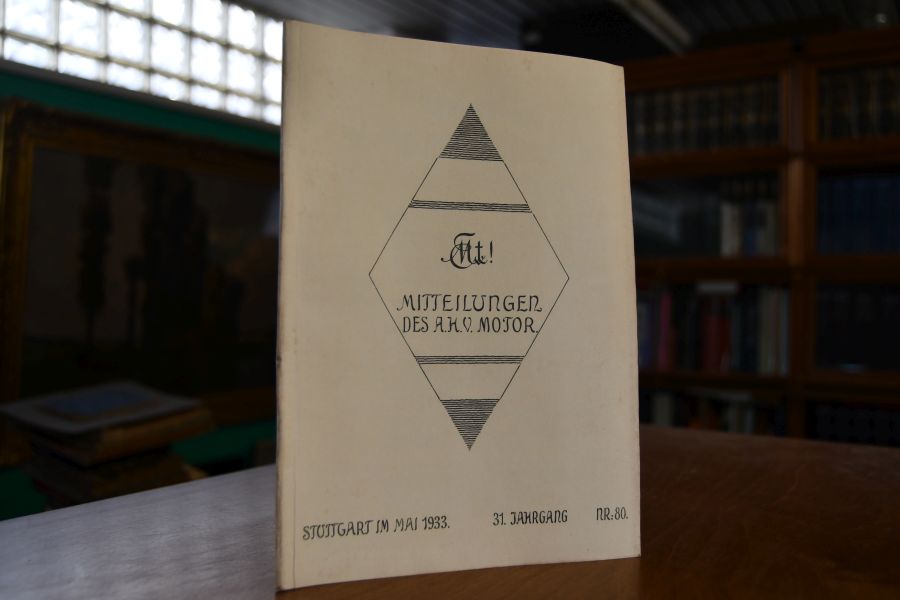 Mt!
MITTEILUNGEN
DES A.H.V. MOTOR.
STUTTGART IM MAI 1933. 31. JAHRGANG NR: 80.